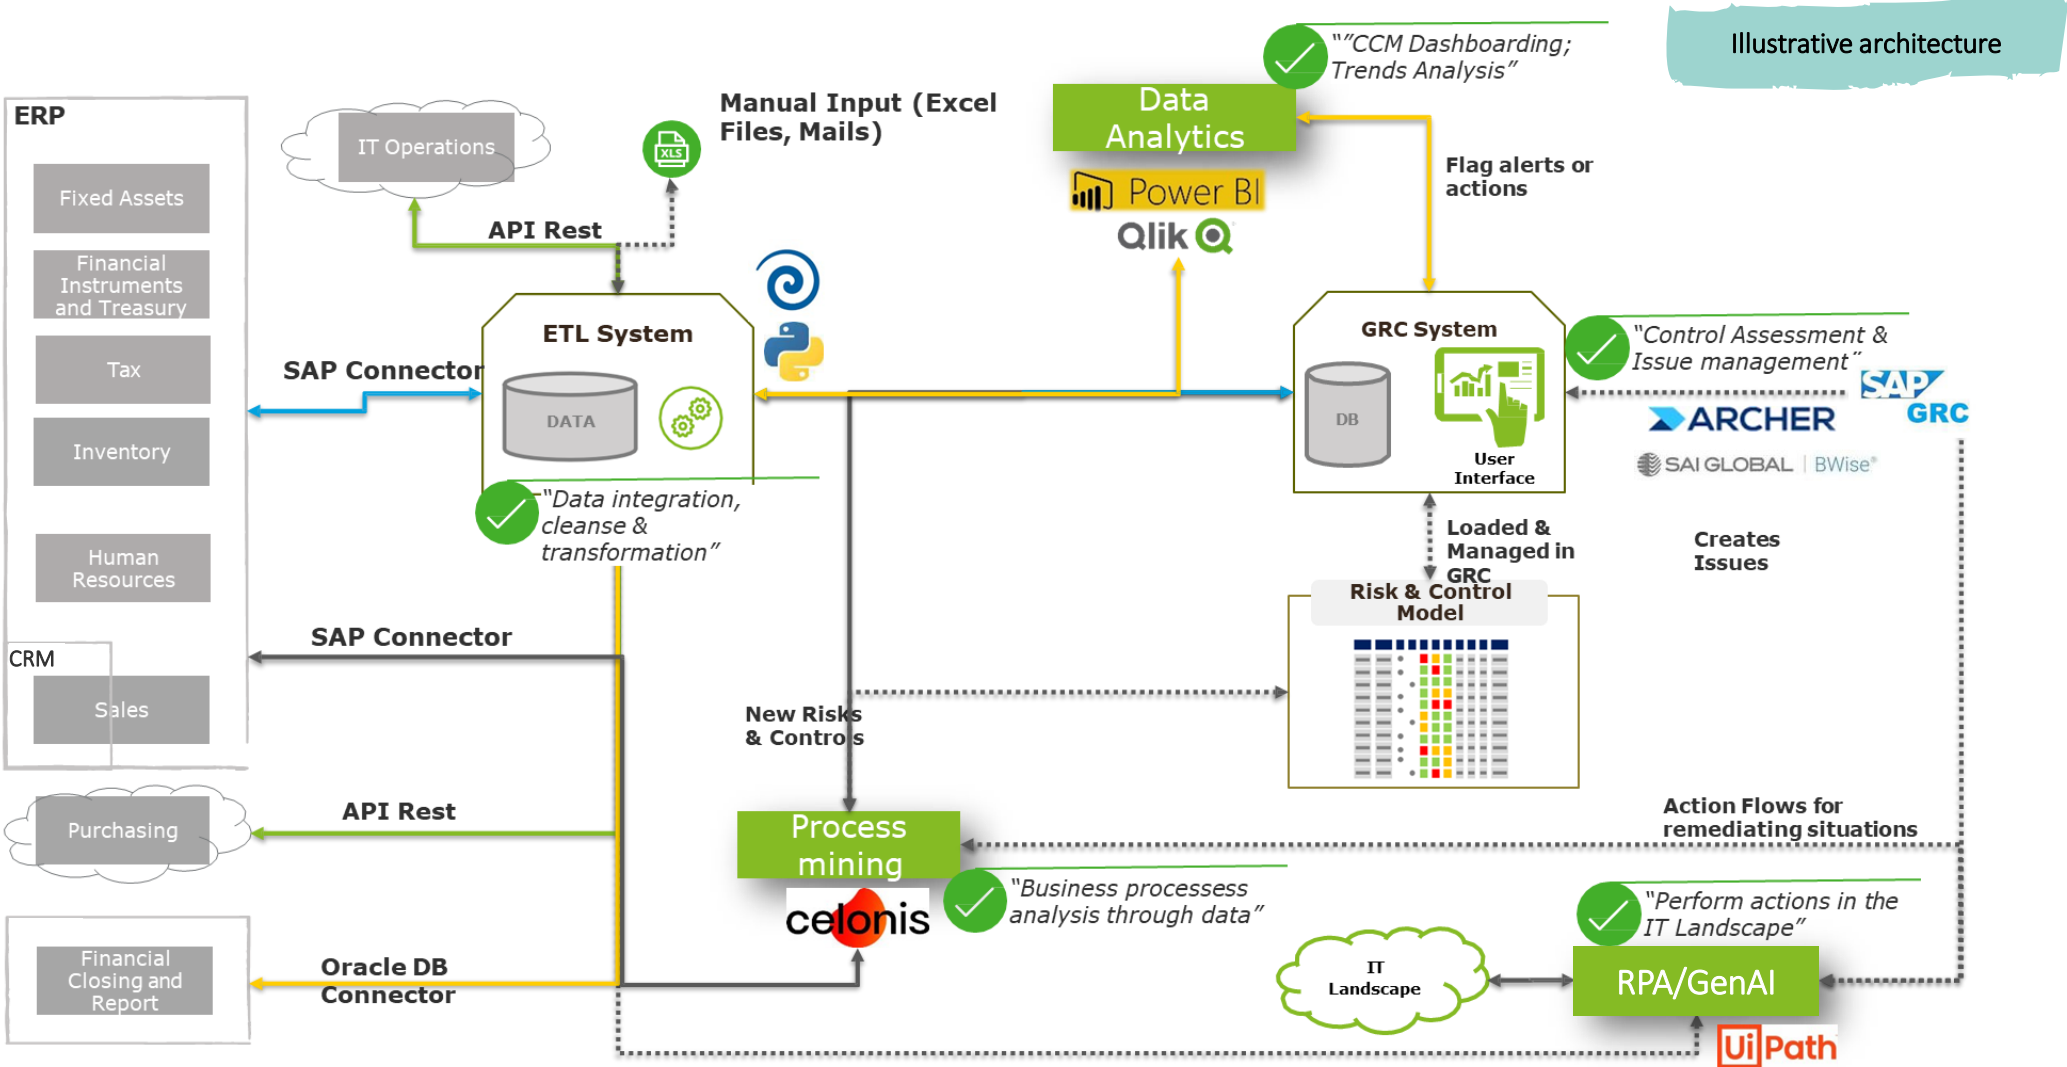 Illustrative architecture
ERP
Fixed Assets
Financial
Instruments
and Treasury
Tax
Inventory
Human
Resources
CRM
Sales
Purchasing
Financial
Closing and
Report
IT Operations
API Rest
Manual Input (Excel
Files, Mails)
XLS
SAP Connector
ETL System
DATA
“Data integration,
cleanse &
transformation”
SAP Connector
API Rest
Oracle DB
Connector
“”CCM Dashboarding;
Trends Analysis”
Data
Analytics
Power BI
Qlik
Flag alerts or
actions
GRC System
DB
User
Interface
“Control Assessment &
Issue management”
SAP
GRC
ARCHER
SAI GLOBAL | BWise®
Loaded &
Managed in
GRC
Creates
Issues
Risk & Control
Model
New Risks
& Controls
Process
mining
celonis
“Business processess
analysis through data”
Action Flows for
remediating situations
“Perform actions in the
IT Landscape”
IT
Landscape
RPA/GenAI
UiPath